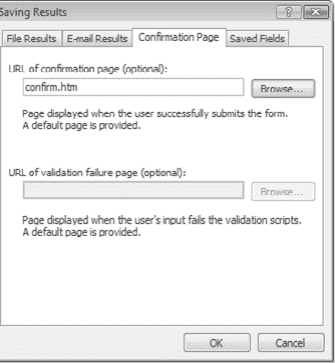 Saving Results
File Results E-mail Results Confirmation Page Saved Fields
URL of confirmation page (optional):
confirm.htm
Browse...
Page displayed when the user successfully submits the form.
A default page is provided.
URL of validation failure page (optional):
Browse...
Page displayed when the user's input fails the validation scripts.
A default page is provided.
OK Cancel